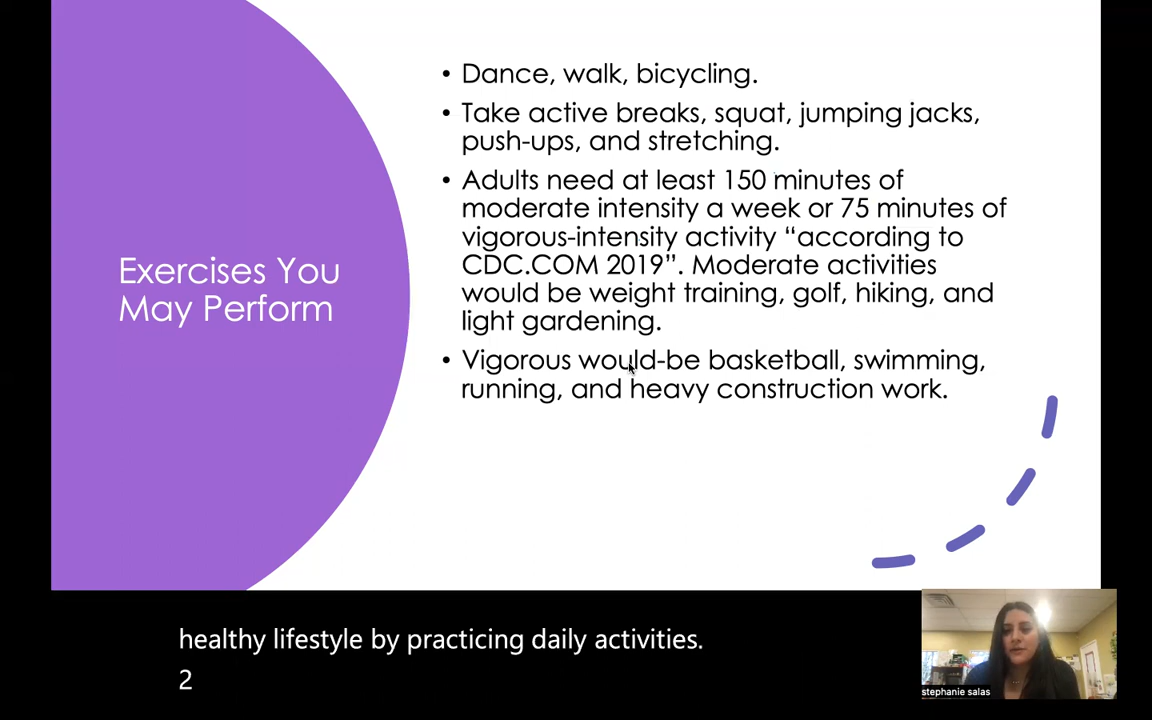 Exercises You
May Perform
• Dance, walk, bicycling.
• Take active breaks, squat, jumping jacks,
push-ups, and stretching.
• Adults need at least 150 minutes of
moderate intensity a week or 75 minutes of
vigorous-intensity activity “according to
CDC.COM 2019”. Moderate activities
would be weight training, golf, hiking, and
light gardening.
• Vigorous would-be basketball, swimming,
running, and heavy construction work.
healthy lifestyle by practicing daily activities.
2
stephanie salas